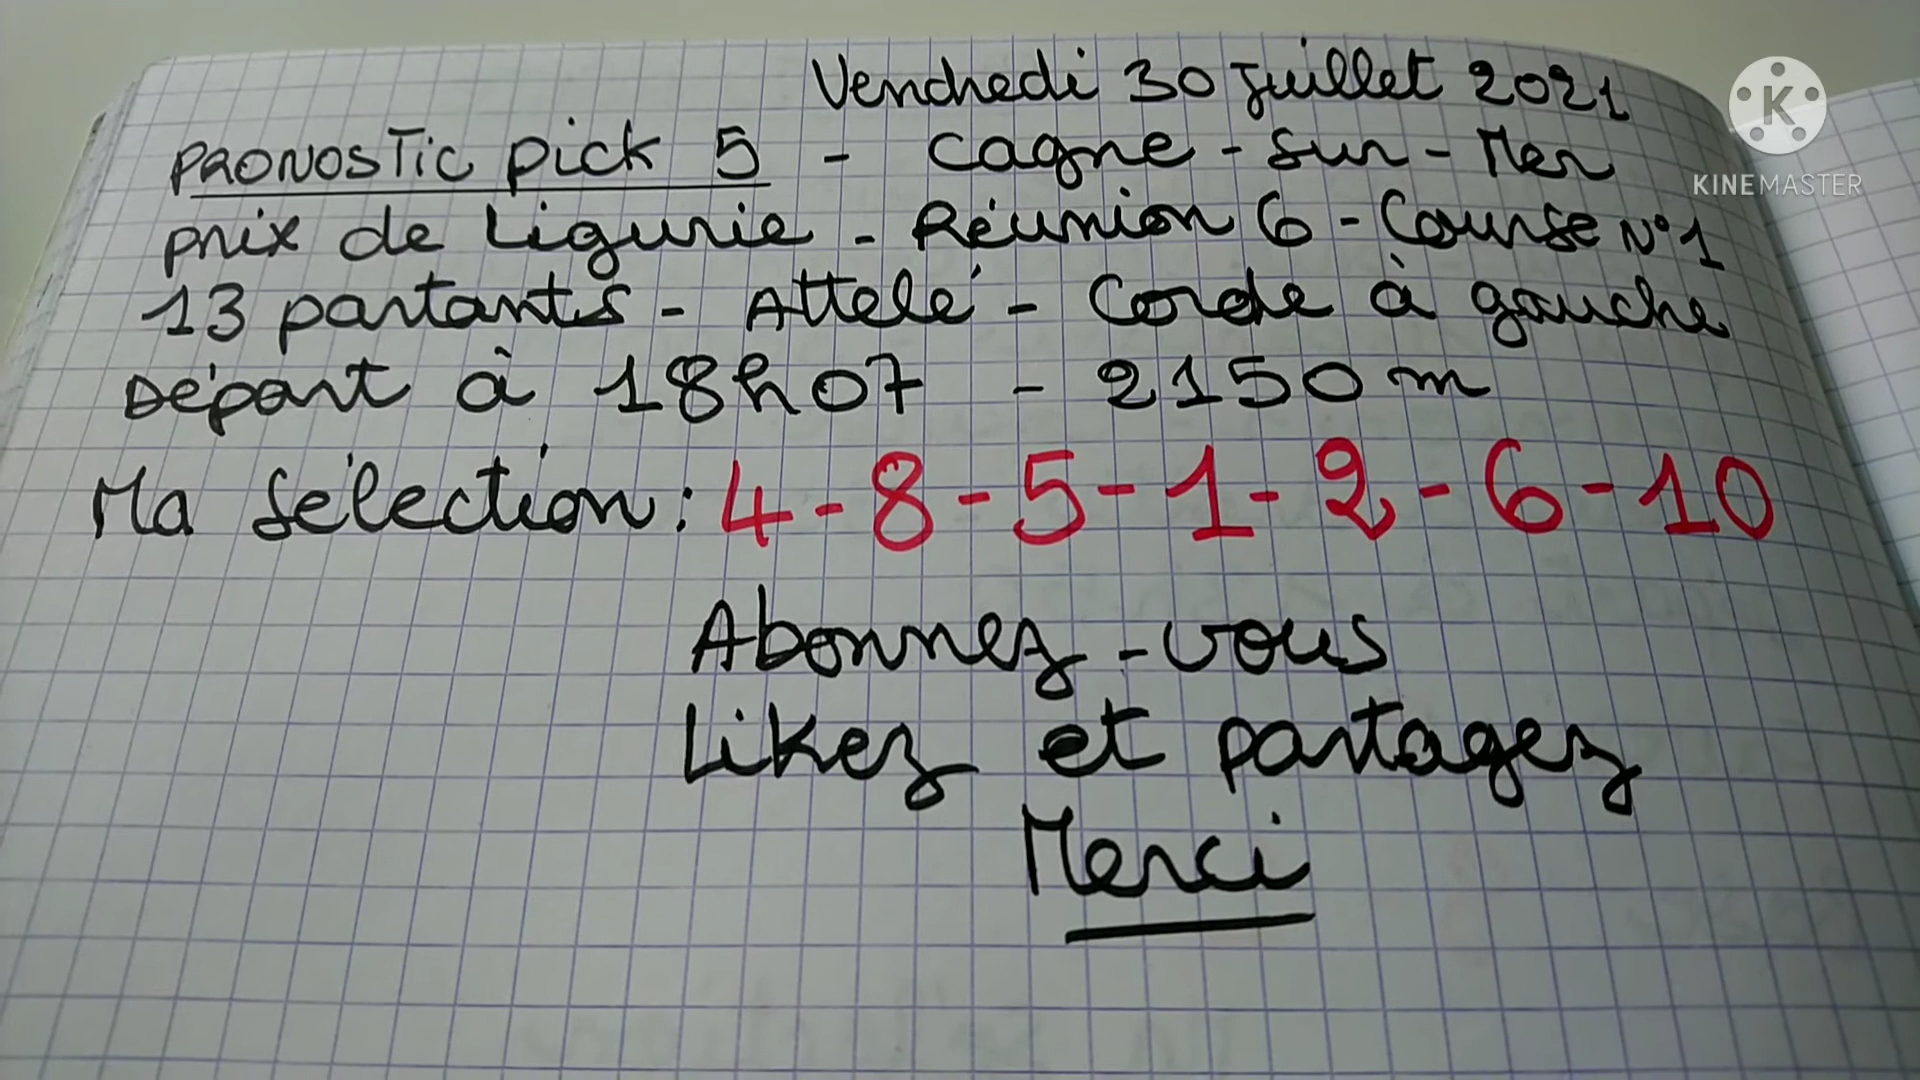 Vendredi 30 Juillet 2021
PRONOSTIC PICK 5 - Cagne-sur-Mer
prix de Ligurie - Réunion 6 - Course N°1
13 partants - Attelé - Corde à gauche
Départ à 18h07 - 2150 m
Ma sélection : 4 - 8 - 5 - 1 - 2 - 6 - 10
Abonnez-vous
Likez et partagez
Merci
K
KINEMASTER